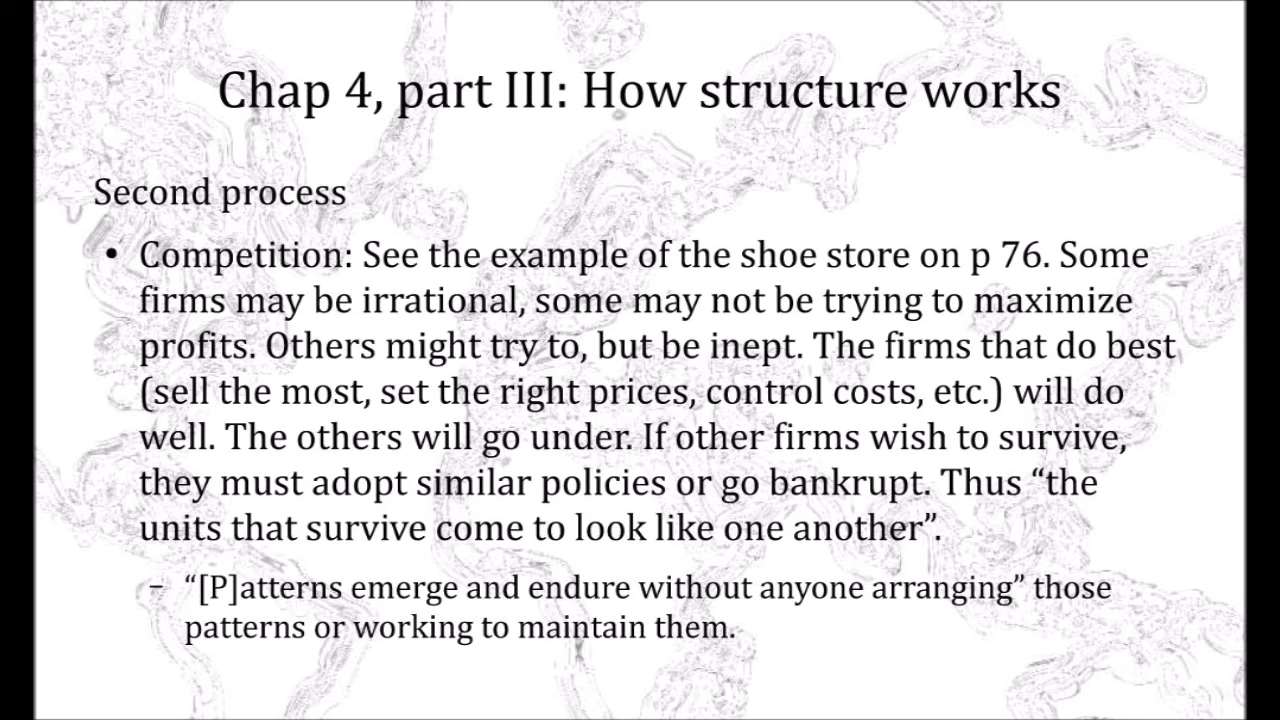 Chap 4, part III: How structure works
Second process
• Competition: See the example of the shoe store on p 76. Some
firms may be irrational, some may not be trying to maximize
profits. Others might try to, but be inept. The firms that do best
(sell the most, set the right prices, control costs, etc.) will do
well. The others will go under. If other firms wish to survive,
they must adopt similar policies or go bankrupt. Thus “the
units that survive come to look like one another”.
– “[P]atterns emerge and endure without anyone arranging” those
patterns or working to maintain them.